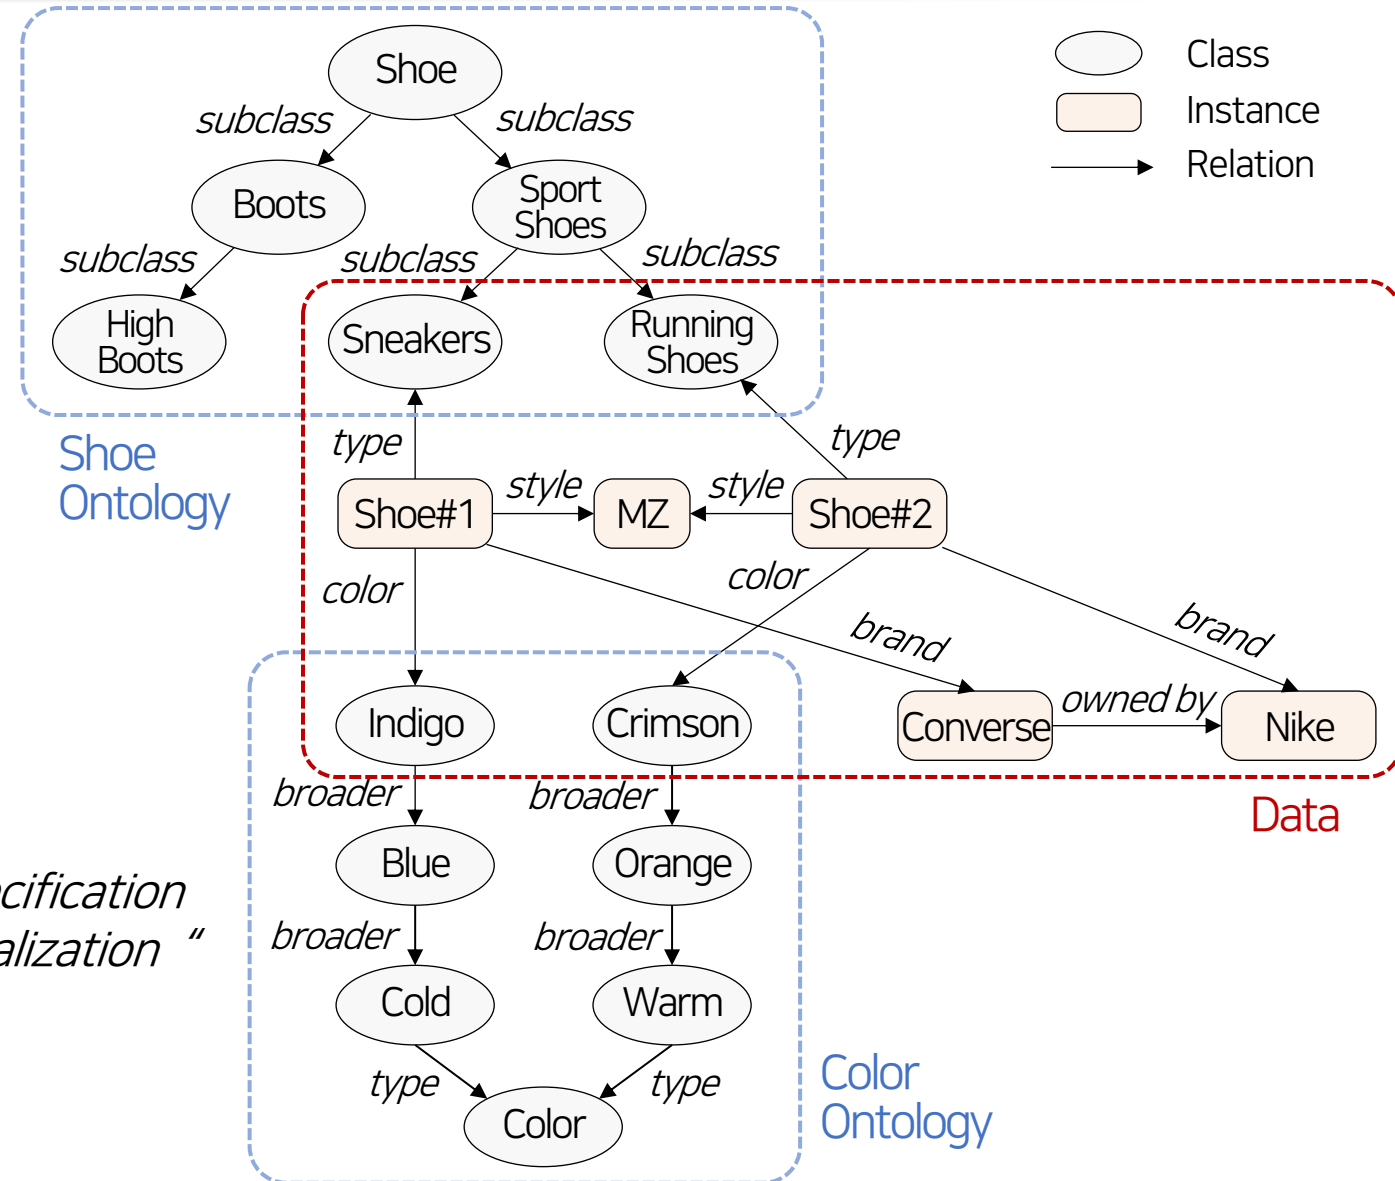 Shoe
Class
Instance
Relation
subclass
subclass
Boots
Sport
Shoes
subclass
subclass
subclass
High
Boots
Sneakers
Running
Shoes
Shoe
Ontology
type
type
Shoe#1
style
MZ
style
Shoe#2
color
color
brand
brand
Indigo
Crimson
Converse
owned by
Nike
broader
broader
Data
Blue
Orange
cification
alization “
broader
broader
Cold
Warm
type
type
Color
Color
Ontology